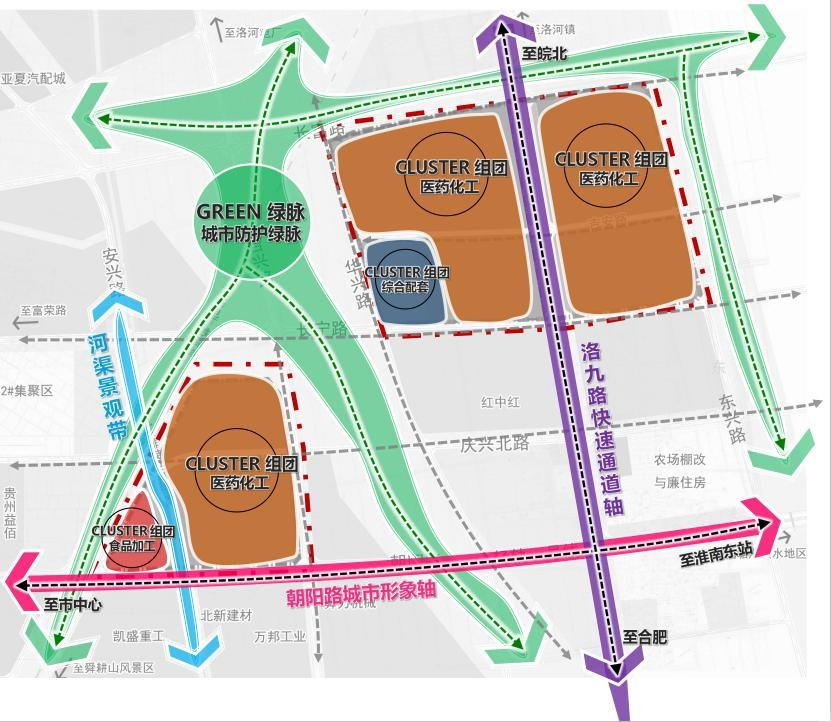 至洛河镇
至皖北
亚夏汽配城
CLUSTER 组团
医药化工
CLUSTER 组团
医药化工
GREEN 绿脉
城市防护绿脉
CLUSTER 组团
综合配套
安兴路
华兴路
至富荣路
长宁路
河渠景观带
洛九路快速通道轴
2#集聚区
红中红
东兴路
庆兴北路
CLUSTER 组团
医药化工
农场棚改
与廉住房
贵州益佰
CLUSTER 组团
食品加工
至淮南东站
水地区
至市中心
朝阳路城市形象轴
北新建材
凯盛重工
万邦工业
至合肥
至舜耕山风景区